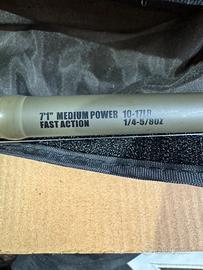 7'1" MEDIUM POWER 10-17LB
FAST ACTION 1/4-5/8OZ